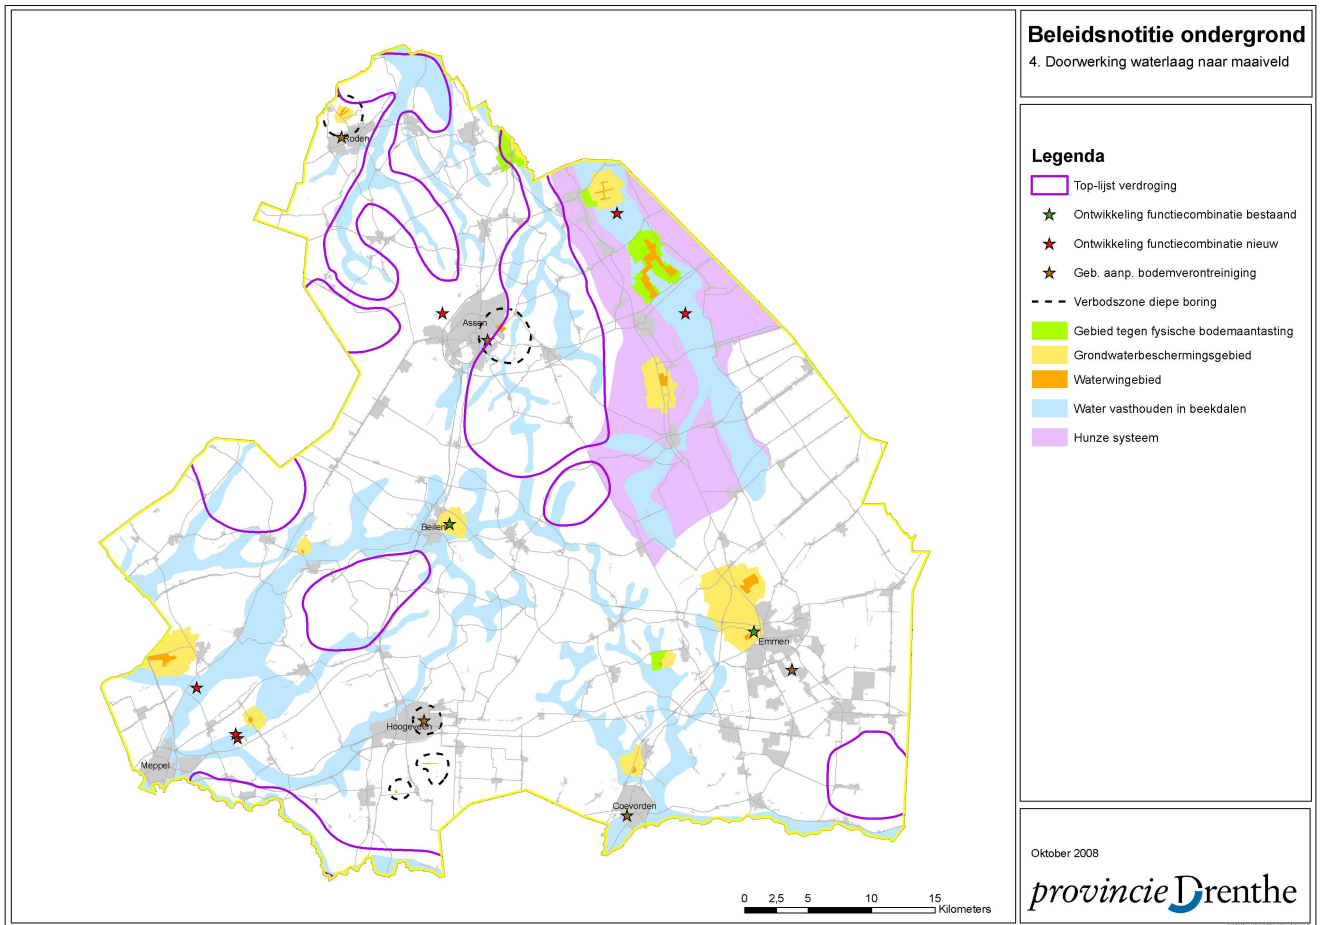 Beleidsnotitie ondergrond
4. Doorwerking waterlaag naar maaiveld
Legenda
Top-lijst verdroging
Ontwikkeling functiecombinatie bestaand
Ontwikkeling functiecombinatie nieuw
Geb. aanp. bodemverontreiniging
Verbodszone diepe boring
Gebied tegen fysische bodemaantasting
Grondwaterbeschermingsgebied
Waterwingebied
Water vasthouden in beekdalen
Hunze systeem
Roden
Assen
Beilen
Emmen
Hoogeveen
Meppel
Coevorden
0 2,5 5 10 15
Kilometers
Oktober 2008
provincie Drenthe